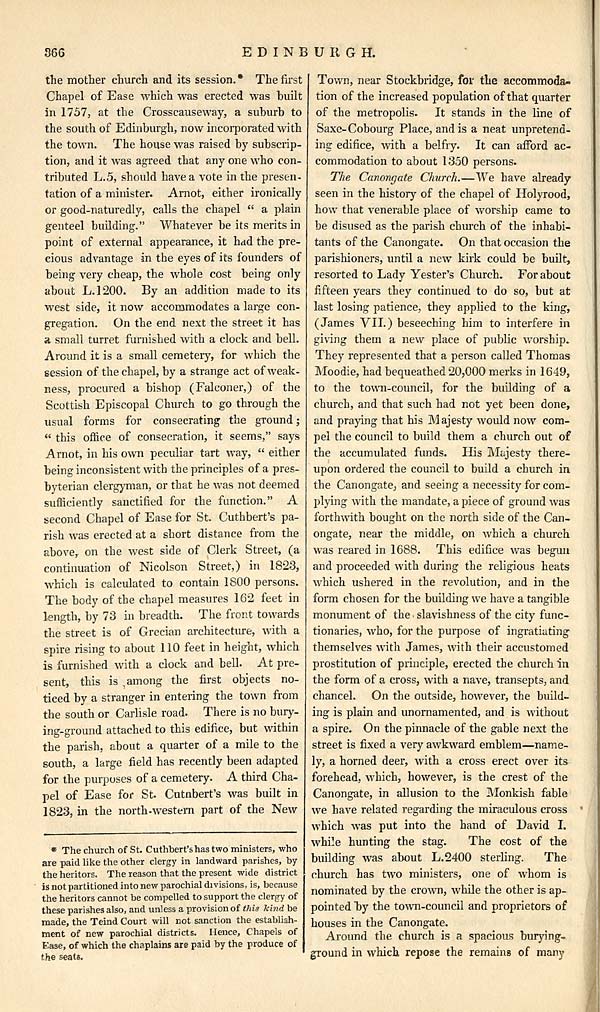 366
EDINBURGH.
the mother church and its session.* The first
Chapel of Ease which was erected was built
in 1757, at the Crosscauseway, a suburb to
the south of Edinburgh, now incorporated with
the town. The house was raised by subscrip-
tion, and it was agreed that any one who con-
tributed L.5, should have a vote in the presen-
tation of a minister. Arnot, either ironically
or good-naturedly, calls the chapel “ a plain
genteel building.” Whatever be its merits in
point of external appearance, it had the pre-
cious advantage in the eyes of its founders of
being very cheap, the whole cost being only
about L.1200. By an addition made to its
west side, it now accommodates a large con-
gregation. On the end next the street it has
a small turret furnished with a clock and bell.
Around it is a small cemetery, for which the
session of the chapel, by a strange act of weak-
ness, procured a bishop (Falconer,) of the
Scottish Episcopal Church to go through the
usual forms for consecrating the ground;
“ this office of consecration, it seems,” says
Arnot, in his own peculiar tart way, “ either
being inconsistent with the principles of a pres-
byterian clergyman, or that he was not deemed
sufficiently sanctified for the function.” A
second Chapel of Ease for St. Cuthbert’s pa-
rish was erected at a short distance from the
above, on the west side of Clerk Street, (a
continuation of Nicolson Street,) in 1823,
which is calculated to contain 1800 persons.
The body of the chapel measures 162 feet in
length, by 73 in breadth. The front towards
the street is of Grecian architecture, with a
spire rising to about 110 feet in height, which
is furnished with a clock and bell. At pre-
sent, this is among the first objects no-
ticed by a stranger in entering the town from
the south or Carlisle road. There is no bury-
ing-ground attached to this edifice, but within
the parish, about a quarter of a mile to the
south, a large field has recently been adapted
for the purposes of a cemetery. A third Cha-
pel of Ease for St. Cutnbert’s was built in
1823, in the north-western part of the New
* The church of St. Cuthbert’s has two ministers, who
are paid like the other clergy in landward parishes, by
the heritors. The reason that the present wide district
is not partitioned into new parochial divisions, is, because
the heritors cannot be compelled to support the clergy of
these parishes also, and unless a provision of this kind be
made, the Teind Court will not sanction the establish-
ment of new parochial districts. Hence, Chapels of
Ease, of which the chaplains are paid by the produce of
the seats.
Town, near Stockbridge, for the accommoda-
tion of the increased population of that quarter
of the metropolis. It stands in the line of
Saxe-Cobourg Place, and is a neat unpretend-
ing edifice, with a belfry. It can afford ac-
commodation to about 1350 persons.
The Canongate Church.—We have already
seen in the history of the chapel of Holyrood,
how that venerable place of worship came to
be disused as the parish church of the inhabi-
tants of the Canongate. On that occasion the
parishioners, until a new kirk could be built,
resorted to Lady Yester’s Church. For about
fifteen years they continued to do so, but at
last losing patience, they applied to the king,
(James VII.) beseeching him to interfere in
giving them a new place of public worship.
They represented that a person called Thomas
Moodie, had bequeathed 20,000 merks in 1649,
to the town-council, for the building of a
church, and that such had not yet been done,
and praying that his Majesty would now com-
pel the council to build them a church out of
the accumulated funds. His Majesty there-
upon ordered the council to build a church in
the Canongate, and seeing a necessity for com-
plying with the mandate, a piece of ground was
forthwith bought on the north side of the Can-
ongate, near the middle, on which a church
was reared in 1688. This edifice was begun
and proceeded with during the religious heats
which ushered in the revolution, and in the
form chosen for the building we have a tangible
monument of the slavishness of the city func-
tionaries, who, for the purpose of ingratiating
themselves with James, with their accustomed
prostitution of principle, erected the church in
the form of a cross, with a nave, transepts, and
chancel. On the outside, however, the build-
ing is plain and unornamented, and is without
a spire. On the pinnacle of the gable next the
street is fixed a very awkward emblem—name-
ly, a horned deer, with a cross erect over its
forehead, which, however, is the crest of the
Canongate, in allusion to the Monkish fable
we have related regarding the miraculous cross
which was put into the hand of David I.
while hunting the stag. The cost of the
building was about L.2400 sterling. The
church has two ministers, one of whom is
nominated by the crown, while the other is ap-
pointed by the town-council and proprietors of
houses in the Canongate.
Around the church is a spacious burying-
ground in which repose the remains of many